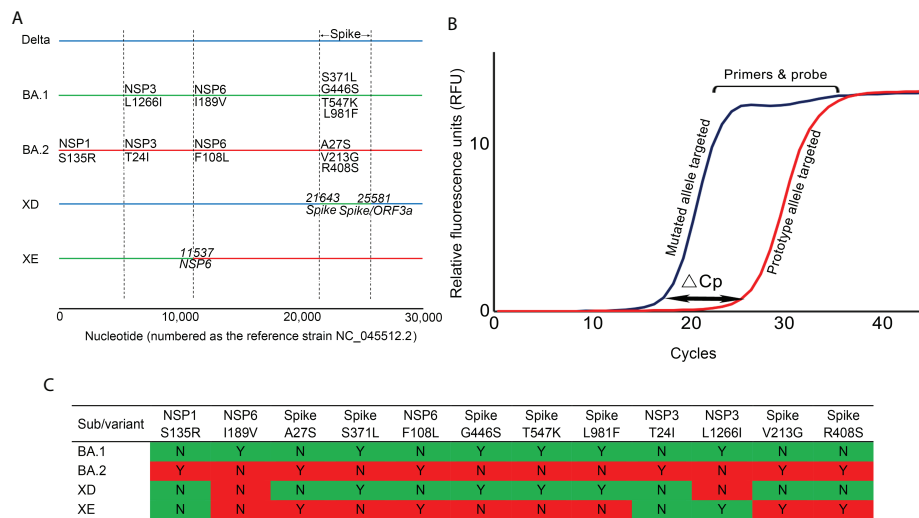 A
Delta
←Spike→
BA.1
NSP3
L1266I
NSP6
I189V
S371L
G446S
T547K
L981F
BA.2
NSP1
S135R
NSP3
T24I
NSP6
F108L
A27S
V213G
R408S
XD
21643
Spike
25581
Spike/ORF3a
XE
11537
NSP6
0
10,000
20,000
30,000
Nucleotide (numbered as the reference strain NC_045512.2)
B
Relative fluorescence units (RFU)
10
0
Primers & probe
Mutated allele targeted
Prototype allele targeted
△Cp
0 10 20 30 40
Cycles
C
Sub/variant NSP1 S135R NSP6 I189V Spike A27S Spike S371L NSP6 F108L Spike G446S Spike T547K Spike L981F NSP3 T24I NSP3 L1266I Spike V213G Spike R408S
BA.1 N Y N Y N Y Y Y N Y N N
BA.2 Y N Y N Y N N N Y N Y Y
XD N N N Y N Y Y Y N N N N
XE N N Y N Y N N N N Y Y Y